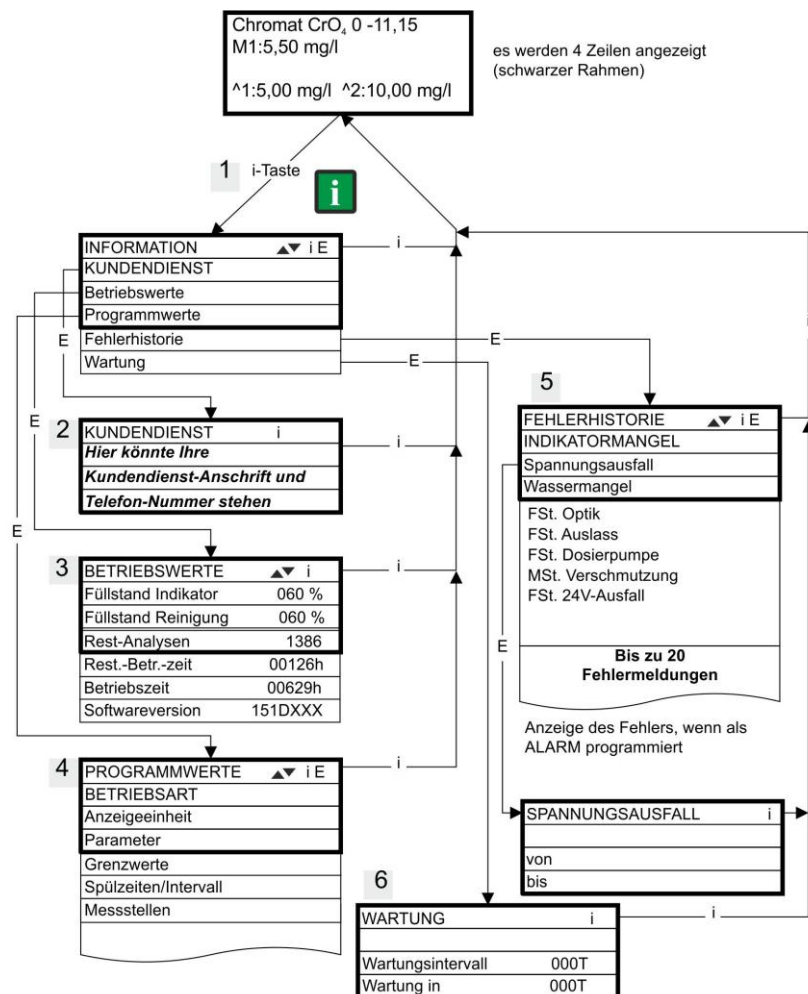 Chromat CrO4 0 -11,15
M1:5,50 mg/l
^1:5,00 mg/l ^2:10,00 mg/l
es werden 4 Zeilen angezeigt
(schwarzer Rahmen)
1 i-Taste
i
INFORMATION ▲▼ i E
KUNDENDIENST
Betriebswerte
Programmwerte
Fehlerhistorie
Wartung
i
E
E
E
E
E
i
2
KUNDENDIENST i
Hier könnte Ihre
Kundendienst-Anschrift und
Telefon-Nummer stehen
i
3
BETRIEBSWERTE ▲▼ i
Füllstand Indikator 060 %
Füllstand Reinigung 060 %
Rest-Analysen 1386
Rest.-Betr.-zeit 00126h
Betriebszeit 00629h
Softwareversion 151DXXX
i
4
PROGRAMMWERTE ▲▼ i E
BETRIEBSART
Anzeigeeinheit
Parameter
Grenzwerte
Spülzeiten/Intervall
Messstellen
i
5
FEHLERHISTORIE ▲▼ i E
INDIKATORMANGEL
Spannungsausfall
Wassermangel
FSt. Optik
FSt. Auslass
FSt. Dosierpumpe
MSt. Verschmutzung
FSt. 24V-Ausfall
Bis zu 20
Fehlermeldungen
E
Anzeige des Fehlers, wenn als
ALARM programmiert
SPANNUNGSAUSFALL i
von
bis
6
WARTUNG i
Wartungsintervall 000T
Wartung in 000T
i